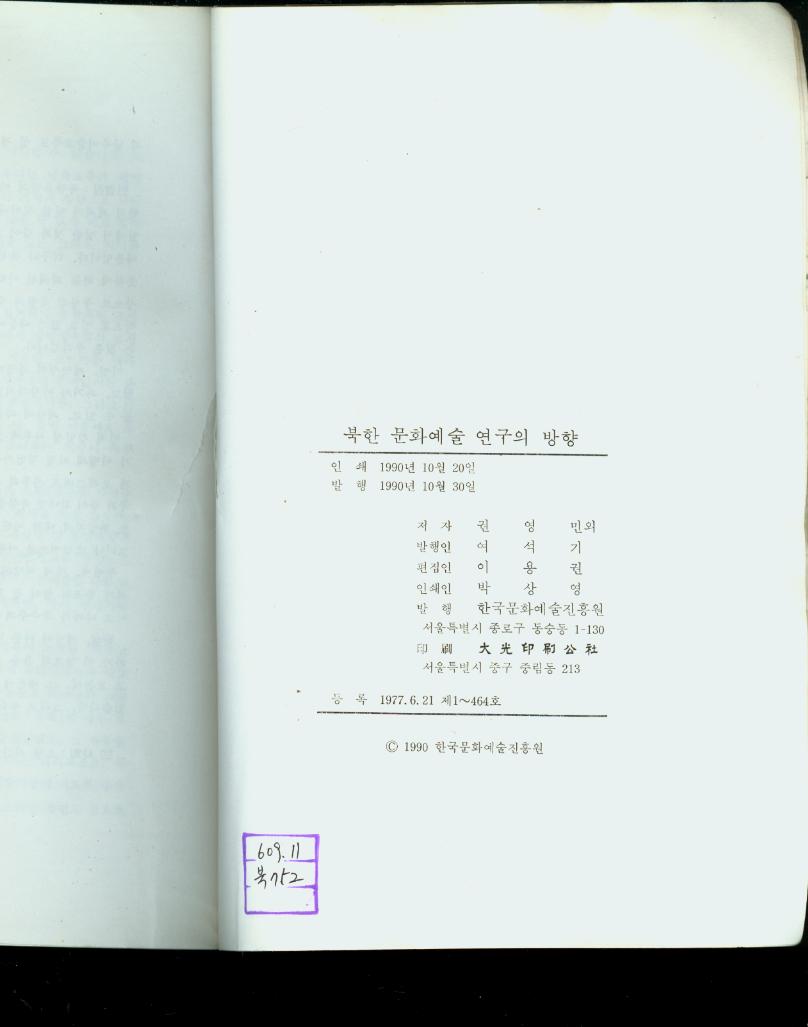 북한 문화예술 연구의 방향
인 쇄 1990년 10월 20일
발 행 1990년 10월 30일
저 자 권 영 민외
발행인 여 석 기
편집인 이 용 권
인쇄인 박 상 영
발 행 한국문화예술진흥원
서울특별시 종로구 동숭동 1-130
印 刷 大光印刷公社
서울특별시 중구 중림동 213
등 록 1977. 6. 21 제1~464호
ⓒ 1990 한국문화예술진흥원
609.11